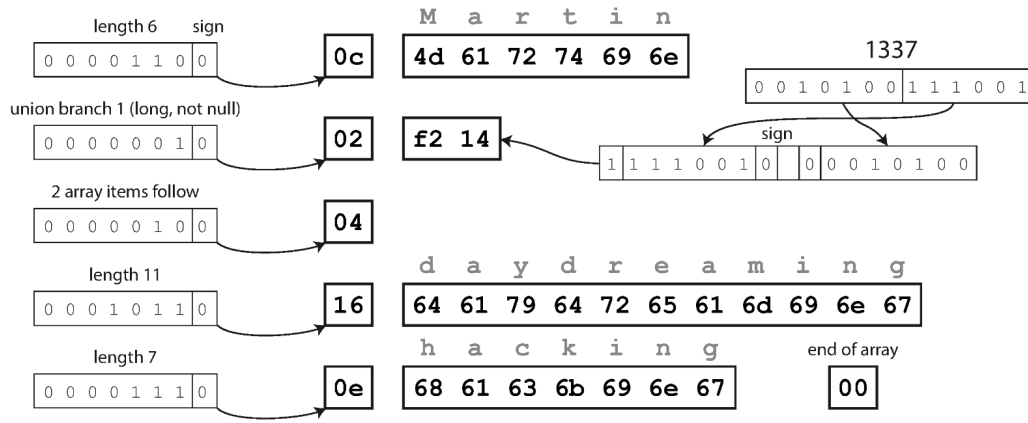 M a r t i n
length 6 sign
0 0 0 0 1 1 0 0
0c
4d 61 72 74 69 6e
1337
0 0 1 0 1 0 0 1 1 1 0 0 1
union branch 1 (long, not null)
0 0 0 0 0 0 1 0
02
f2 14
sign
1 1 1 1 0 0 1 0 0 0 0 1 0 1 0 0
2 array items follow
0 0 0 0 0 1 0 0
04
d a y d r e a m i n g
length 11
0 0 0 1 0 1 1 0
16
64 61 79 64 72 65 61 6d 69 6e 67
h a c k i n g
length 7
0 0 0 0 1 1 1 0
0e
68 61 63 6b 69 6e 67
end of array
00